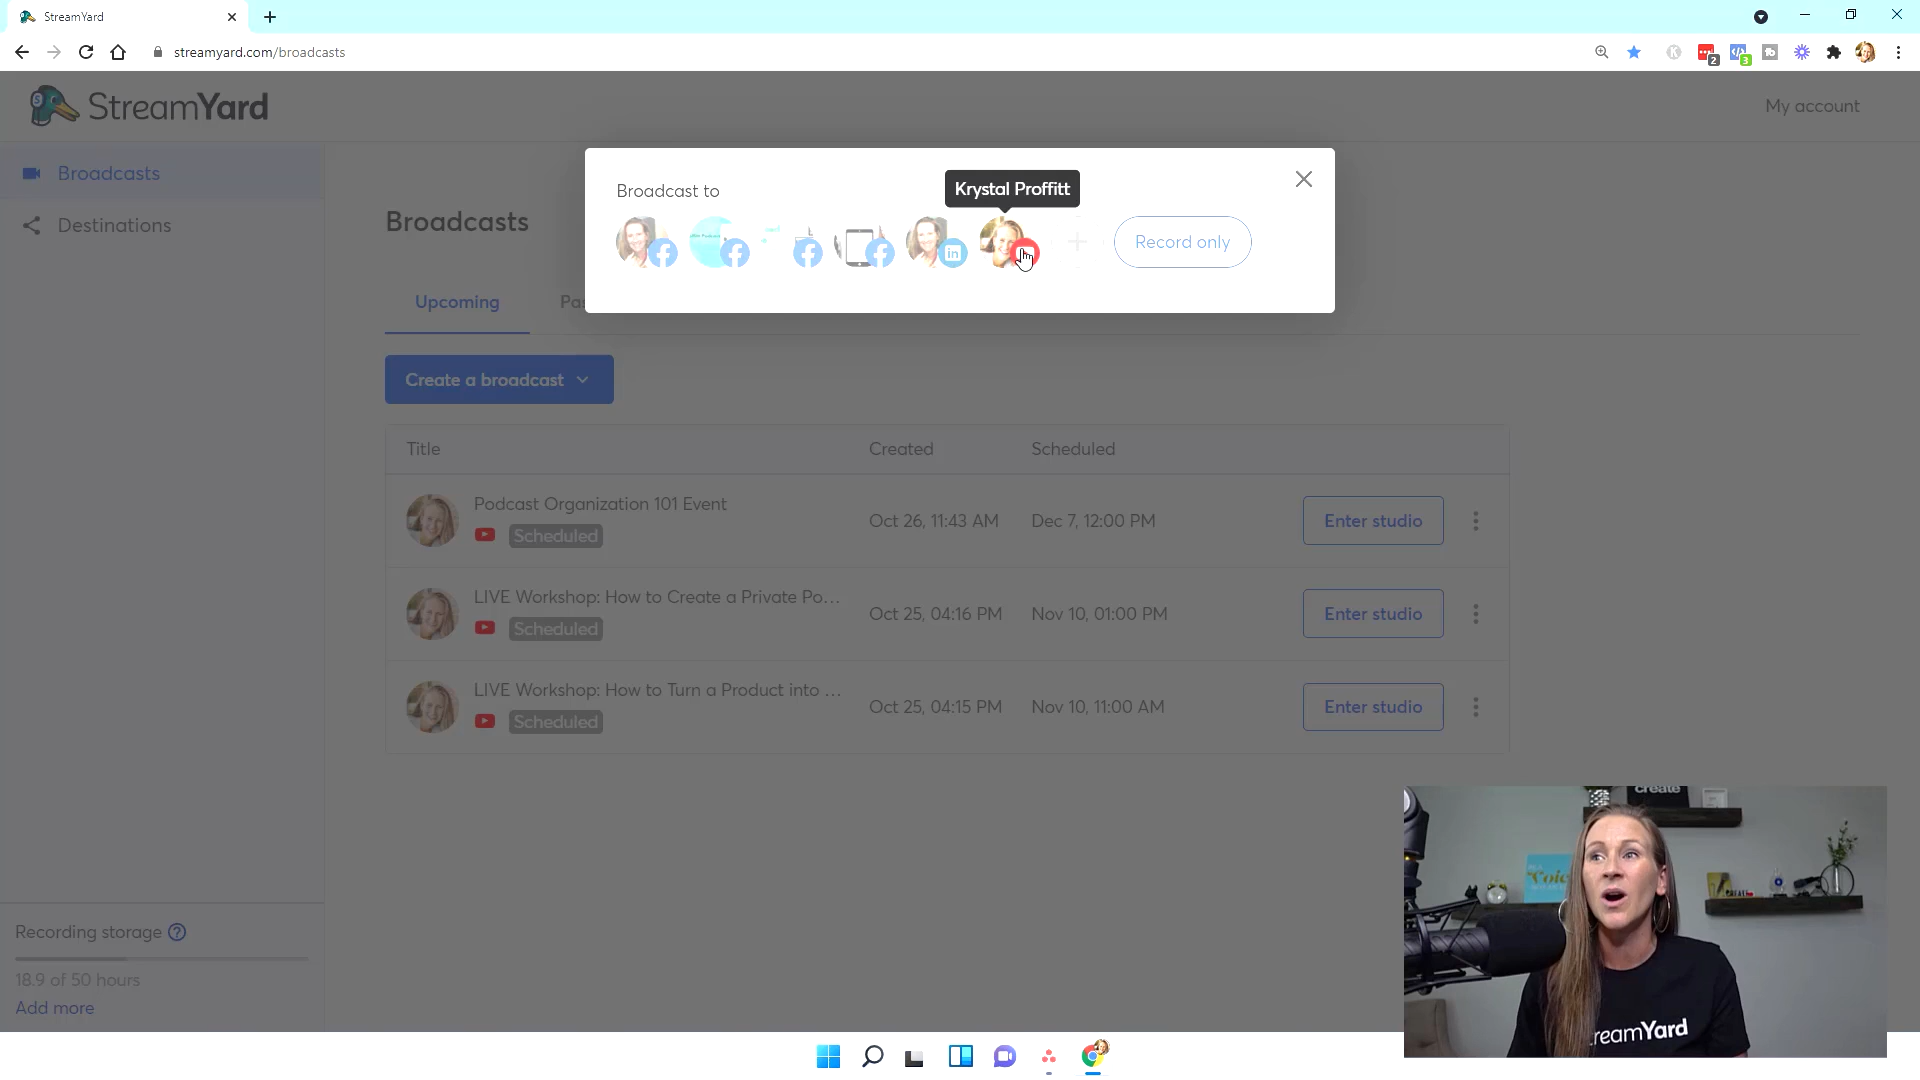 StreamYard
streamyard.com/broadcasts
2
3
StreamYard
My account
Broadcasts
Destinations
Broadcasts
Broadcast to
Krystal Proffitt
Record only
Upcoming
Create a broadcast
Title Created Scheduled
Podcast Organization 101 Event
Scheduled
Oct 26, 11:43 AM Dec 7, 12:00 PM
Enter studio
LIVE Workshop: How to Create a Private Po...
Scheduled
Oct 25, 04:16 PM Nov 10, 01:00 PM
Enter studio
LIVE Workshop: How to Turn a Product into ...
Scheduled
Oct 25, 04:15 PM Nov 10, 11:00 AM
Enter studio
Recording storage
18.9 of 50 hours
Add more
create
reamYard